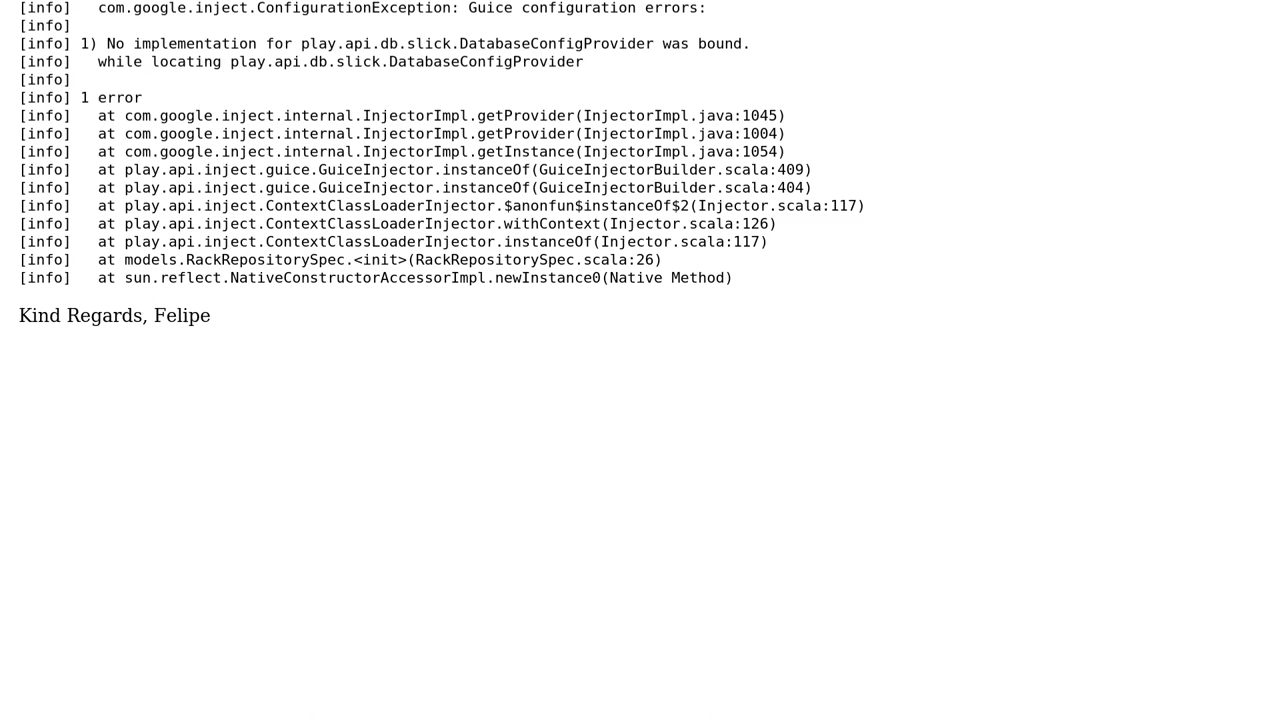 [info]   com.google.inject.ConfigurationException: Guice configuration errors:
[info]
[info] 1) No implementation for play.api.db.slick.DatabaseConfigProvider was bound.
[info]   while locating play.api.db.slick.DatabaseConfigProvider
[info]
[info] 1 error
[info]   at com.google.inject.internal.InjectorImpl.getProvider(InjectorImpl.java:1045)
[info]   at com.google.inject.internal.InjectorImpl.getProvider(InjectorImpl.java:1004)
[info]   at com.google.inject.internal.InjectorImpl.getInstance(InjectorImpl.java:1054)
[info]   at play.api.inject.guice.GuiceInjector.instanceOf(GuiceInjectorBuilder.scala:409)
[info]   at play.api.inject.guice.GuiceInjector.instanceOf(GuiceInjectorBuilder.scala:404)
[info]   at play.api.inject.ContextClassLoaderInjector.$anonfun$instanceOf$2(Injector.scala:117)
[info]   at play.api.inject.ContextClassLoaderInjector.withContext(Injector.scala:126)
[info]   at play.api.inject.ContextClassLoaderInjector.instanceOf(Injector.scala:117)
[info]   at models.RackRepositorySpec.<init>(RackRepositorySpec.scala:26)
[info]   at sun.reflect.NativeConstructorAccessorImpl.newInstance0(Native Method)
Kind Regards, Felipe